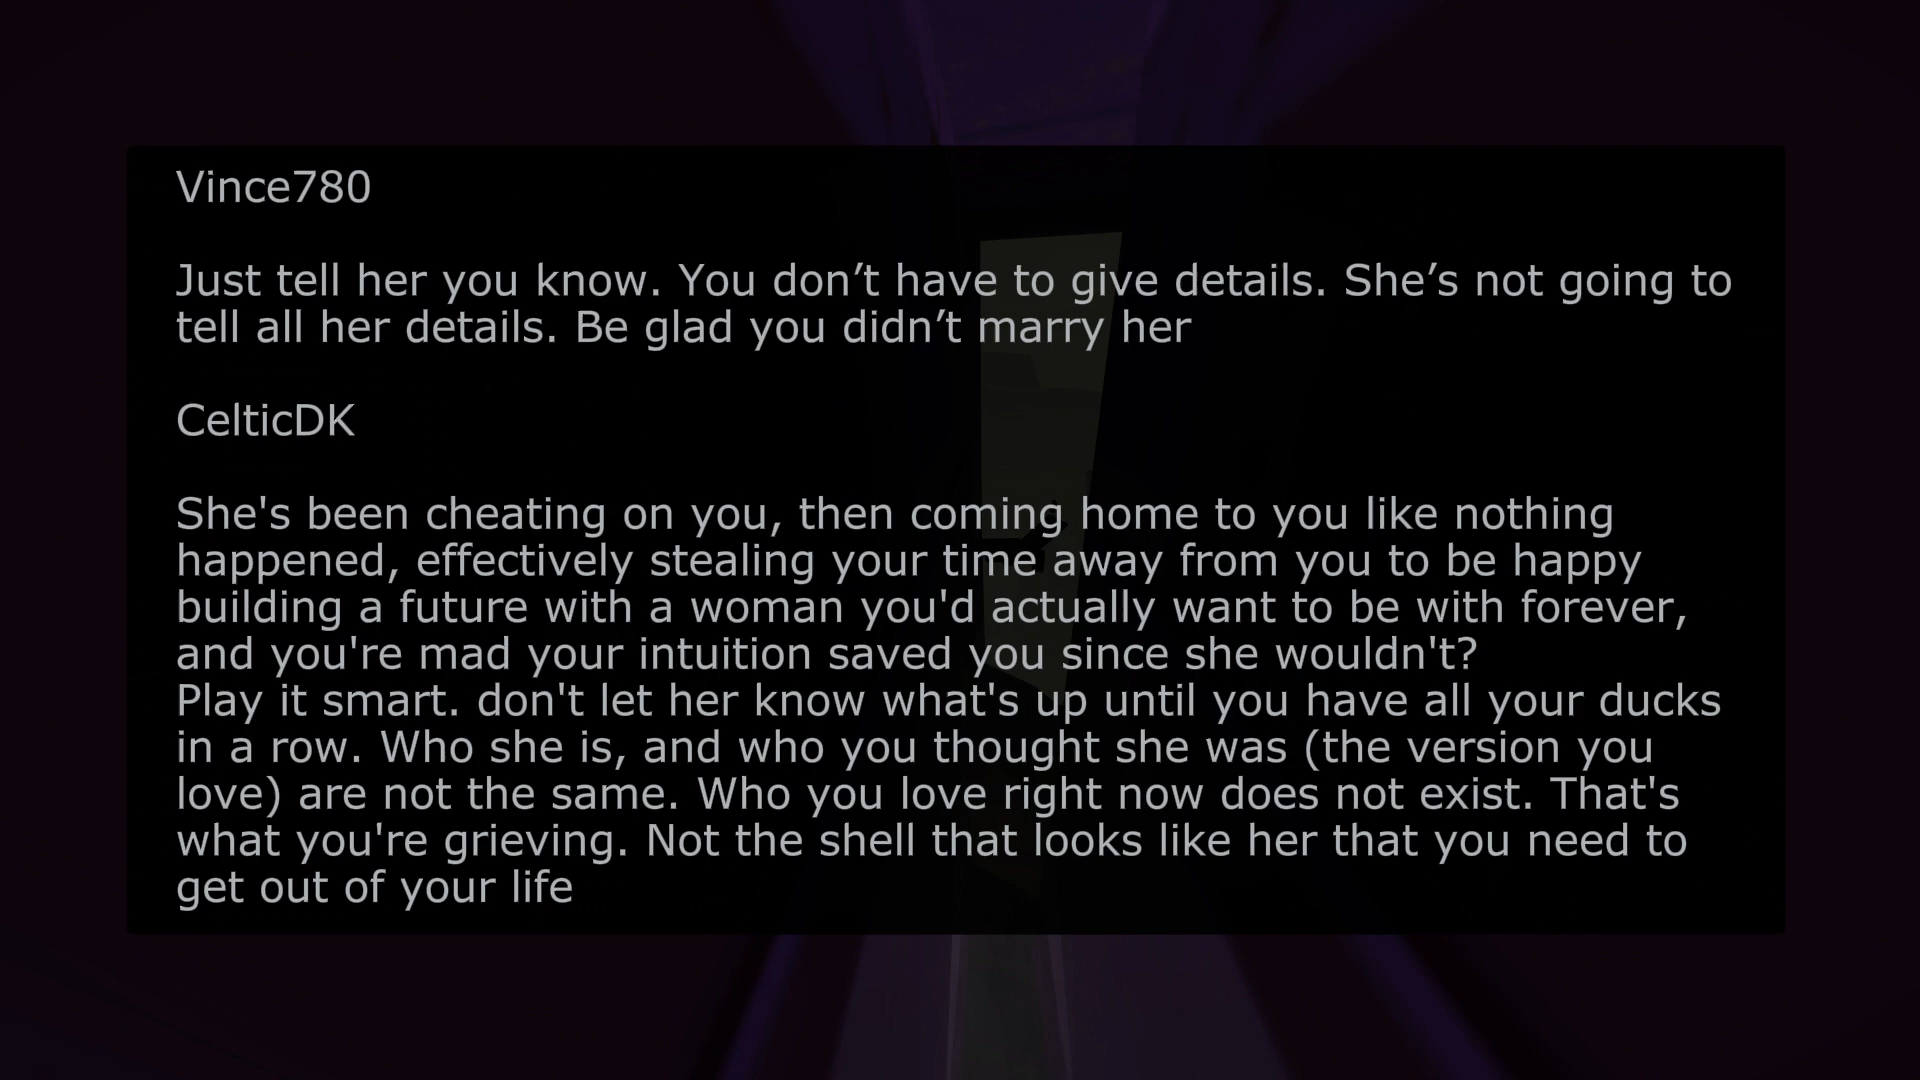 Vince780
Just tell her you know. You don’t have to give details. She’s not going to
tell all her details. Be glad you didn’t marry her
CelticDK
She's been cheating on you, then coming home to you like nothing
happened, effectively stealing your time away from you to be happy
building a future with a woman you'd actually want to be with forever,
and you're mad your intuition saved you since she wouldn't?
Play it smart. don't let her know what's up until you have all your ducks
in a row. Who she is, and who you thought she was (the version you
love) are not the same. Who you love right now does not exist. That's
what you're grieving. Not the shell that looks like her that you need to
get out of your life